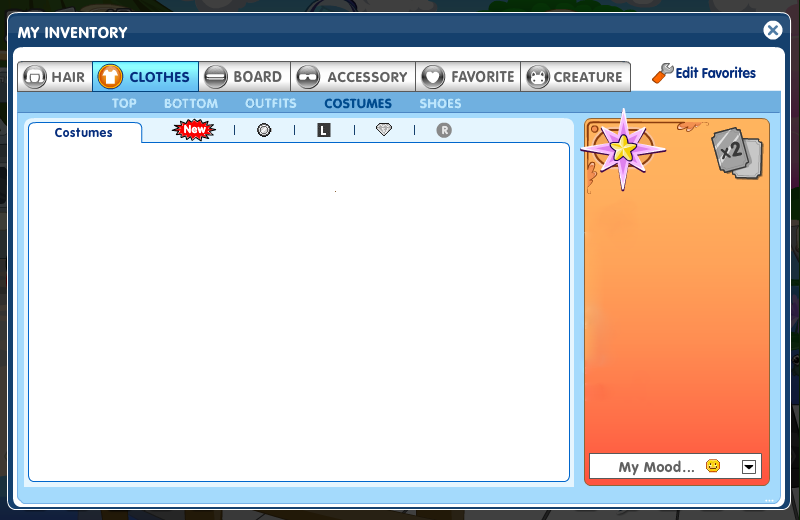 MY INVENTORY
HAIR CLOTHES BOARD ACCESSORY FAVORITE CREATURE Edit Favorites
TOP BOTTOM OUTFITS COSTUMES SHOES
Costumes New L R
x2
My Mood...
...